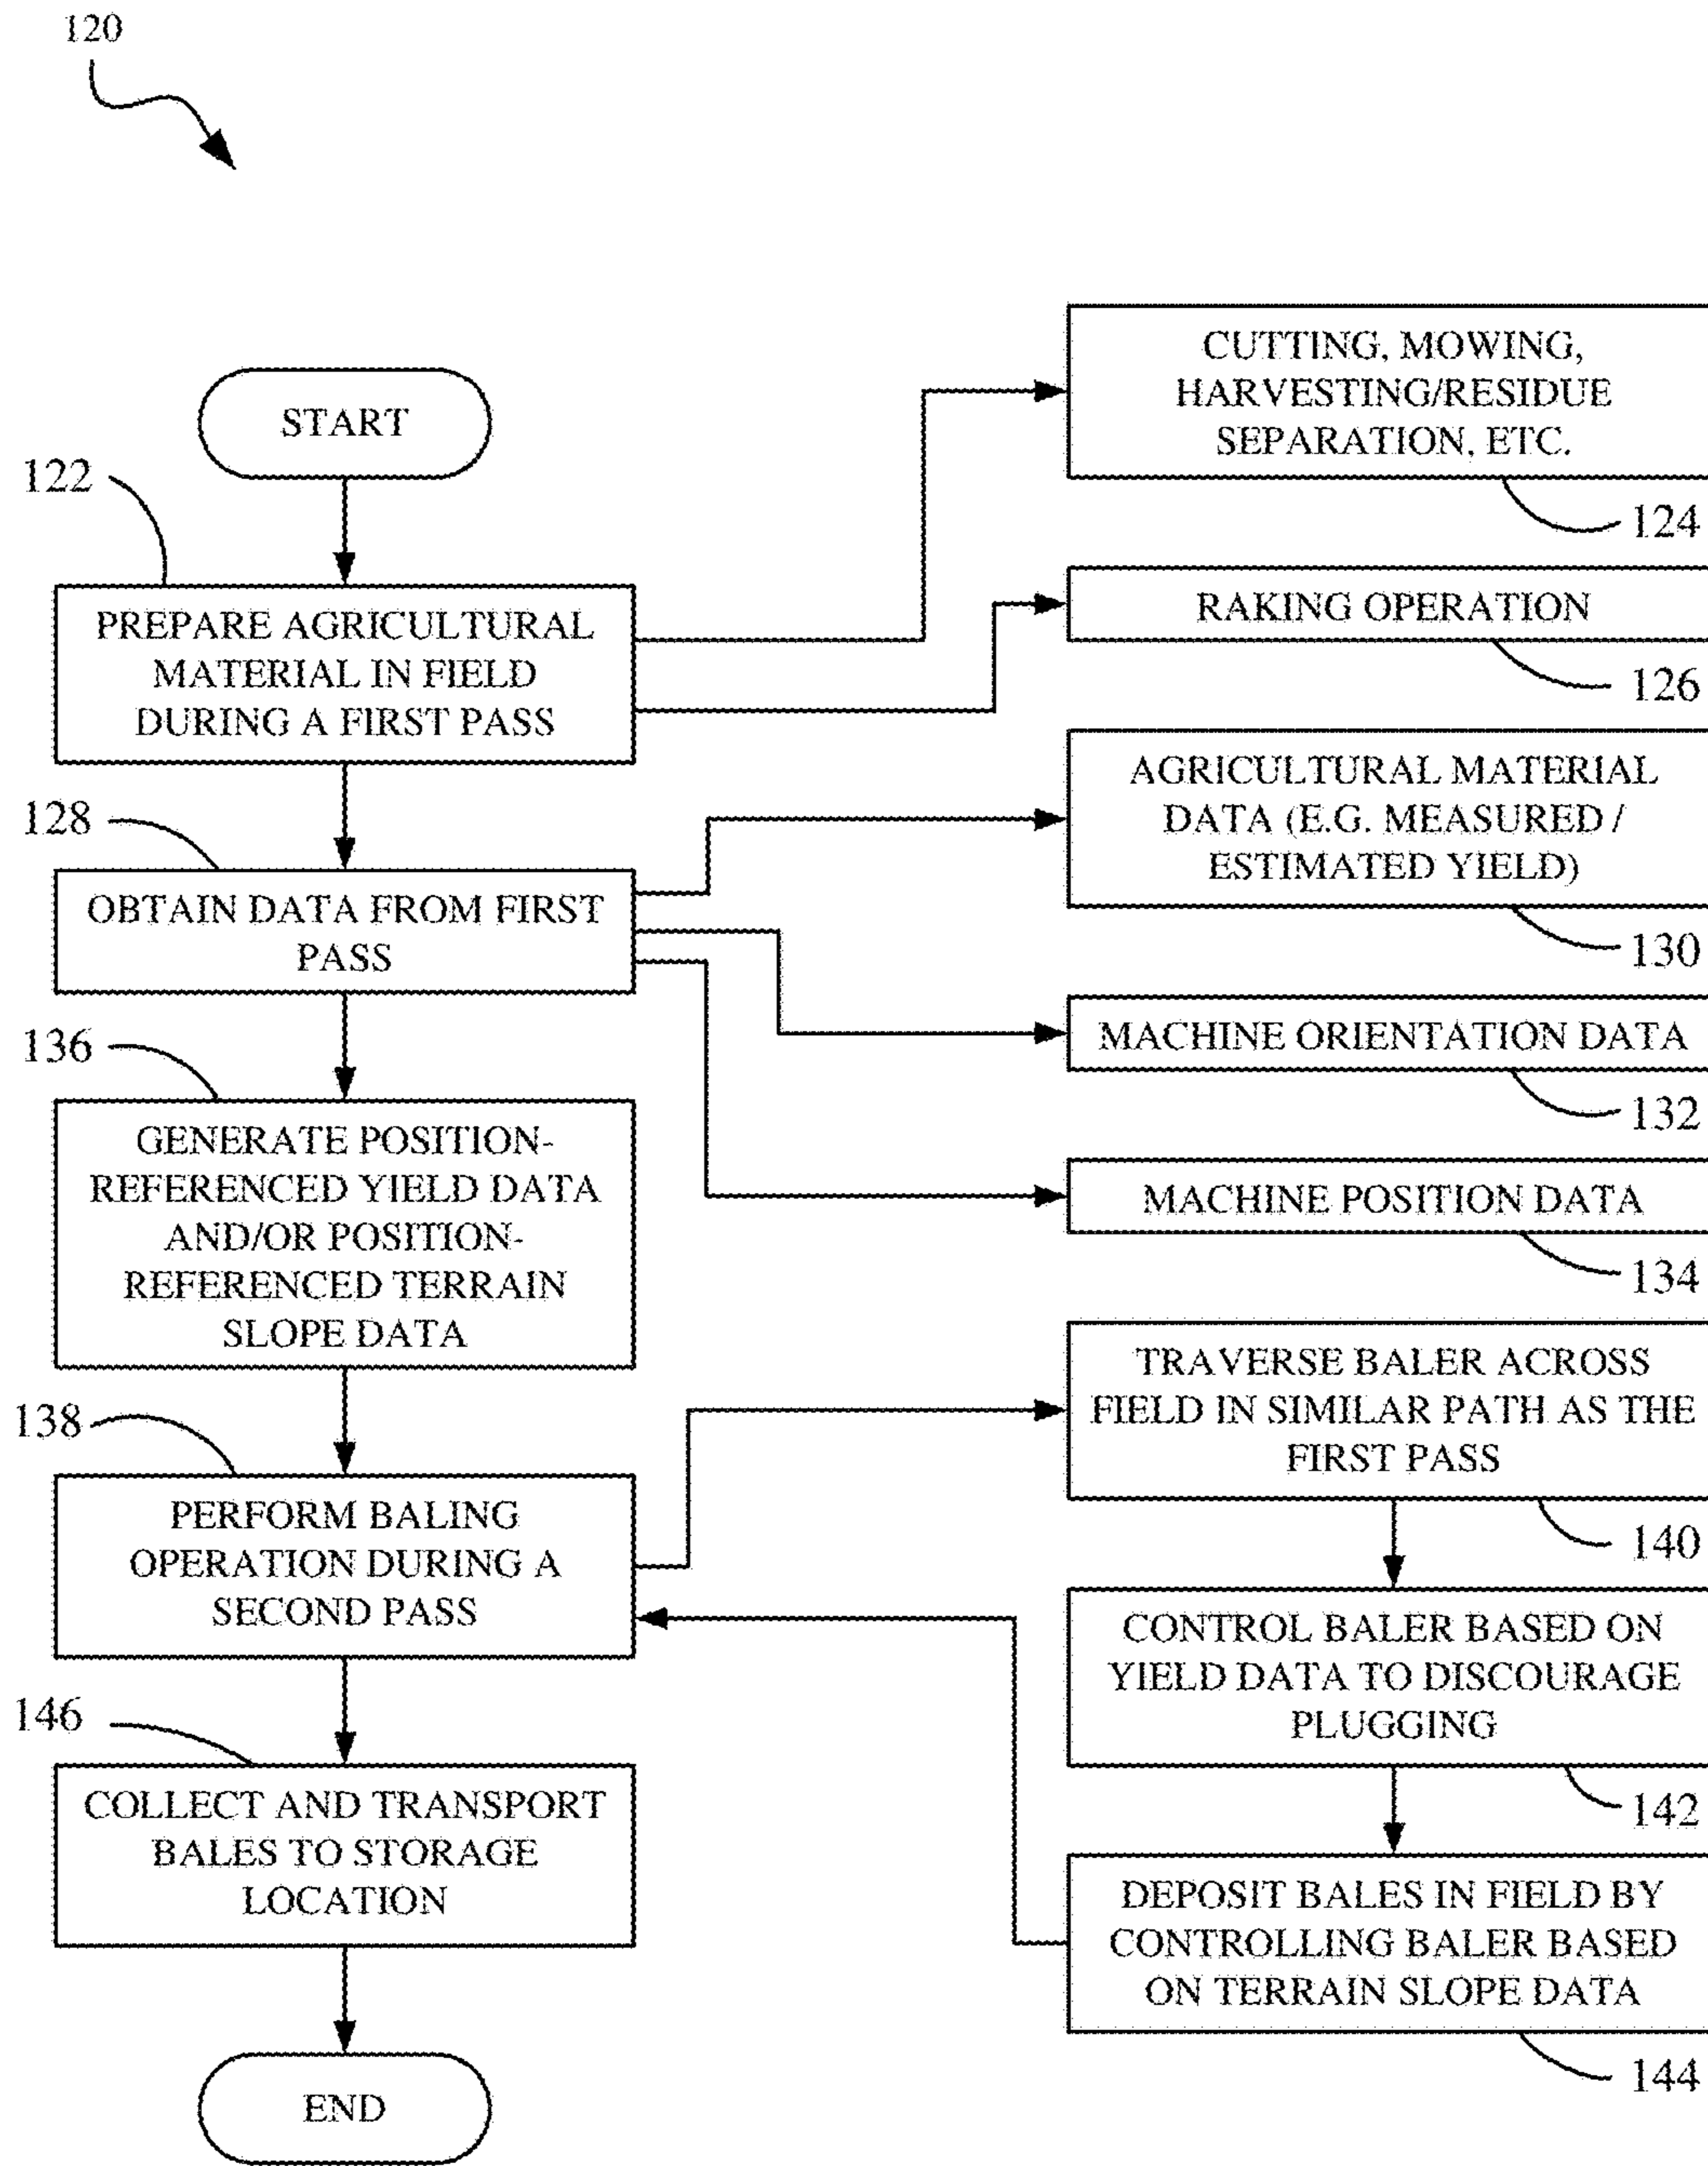 120
START
122
PREPARE AGRICULTURAL
MATERIAL IN FIELD
DURING A FIRST PASS
CUTTING, MOWING,
HARVESTING/RESIDUE
SEPARATION, ETC.
124
RAKING OPERATION
126
128
OBTAIN DATA FROM FIRST
PASS
AGRICULTURAL MATERIAL
DATA (E.G. MEASURED /
ESTIMATED YIELD)
130
MACHINE ORIENTATION DATA
132
MACHINE POSITION DATA
134
136
GENERATE POSITION-
REFERENCED YIELD DATA
AND/OR POSITION-
REFERENCED TERRAIN
SLOPE DATA
138
PERFORM BALING
OPERATION DURING A
SECOND PASS
TRAVERSE BALER ACROSS
FIELD IN SIMILAR PATH AS THE
FIRST PASS
140
CONTROL BALER BASED ON
YIELD DATA TO DISCOURAGE
PLUGGING
142
DEPOSIT BALES IN FIELD BY
CONTROLLING BALER BASED
ON TERRAIN SLOPE DATA
144
146
COLLECT AND TRANSPORT
BALES TO STORAGE
LOCATION
END